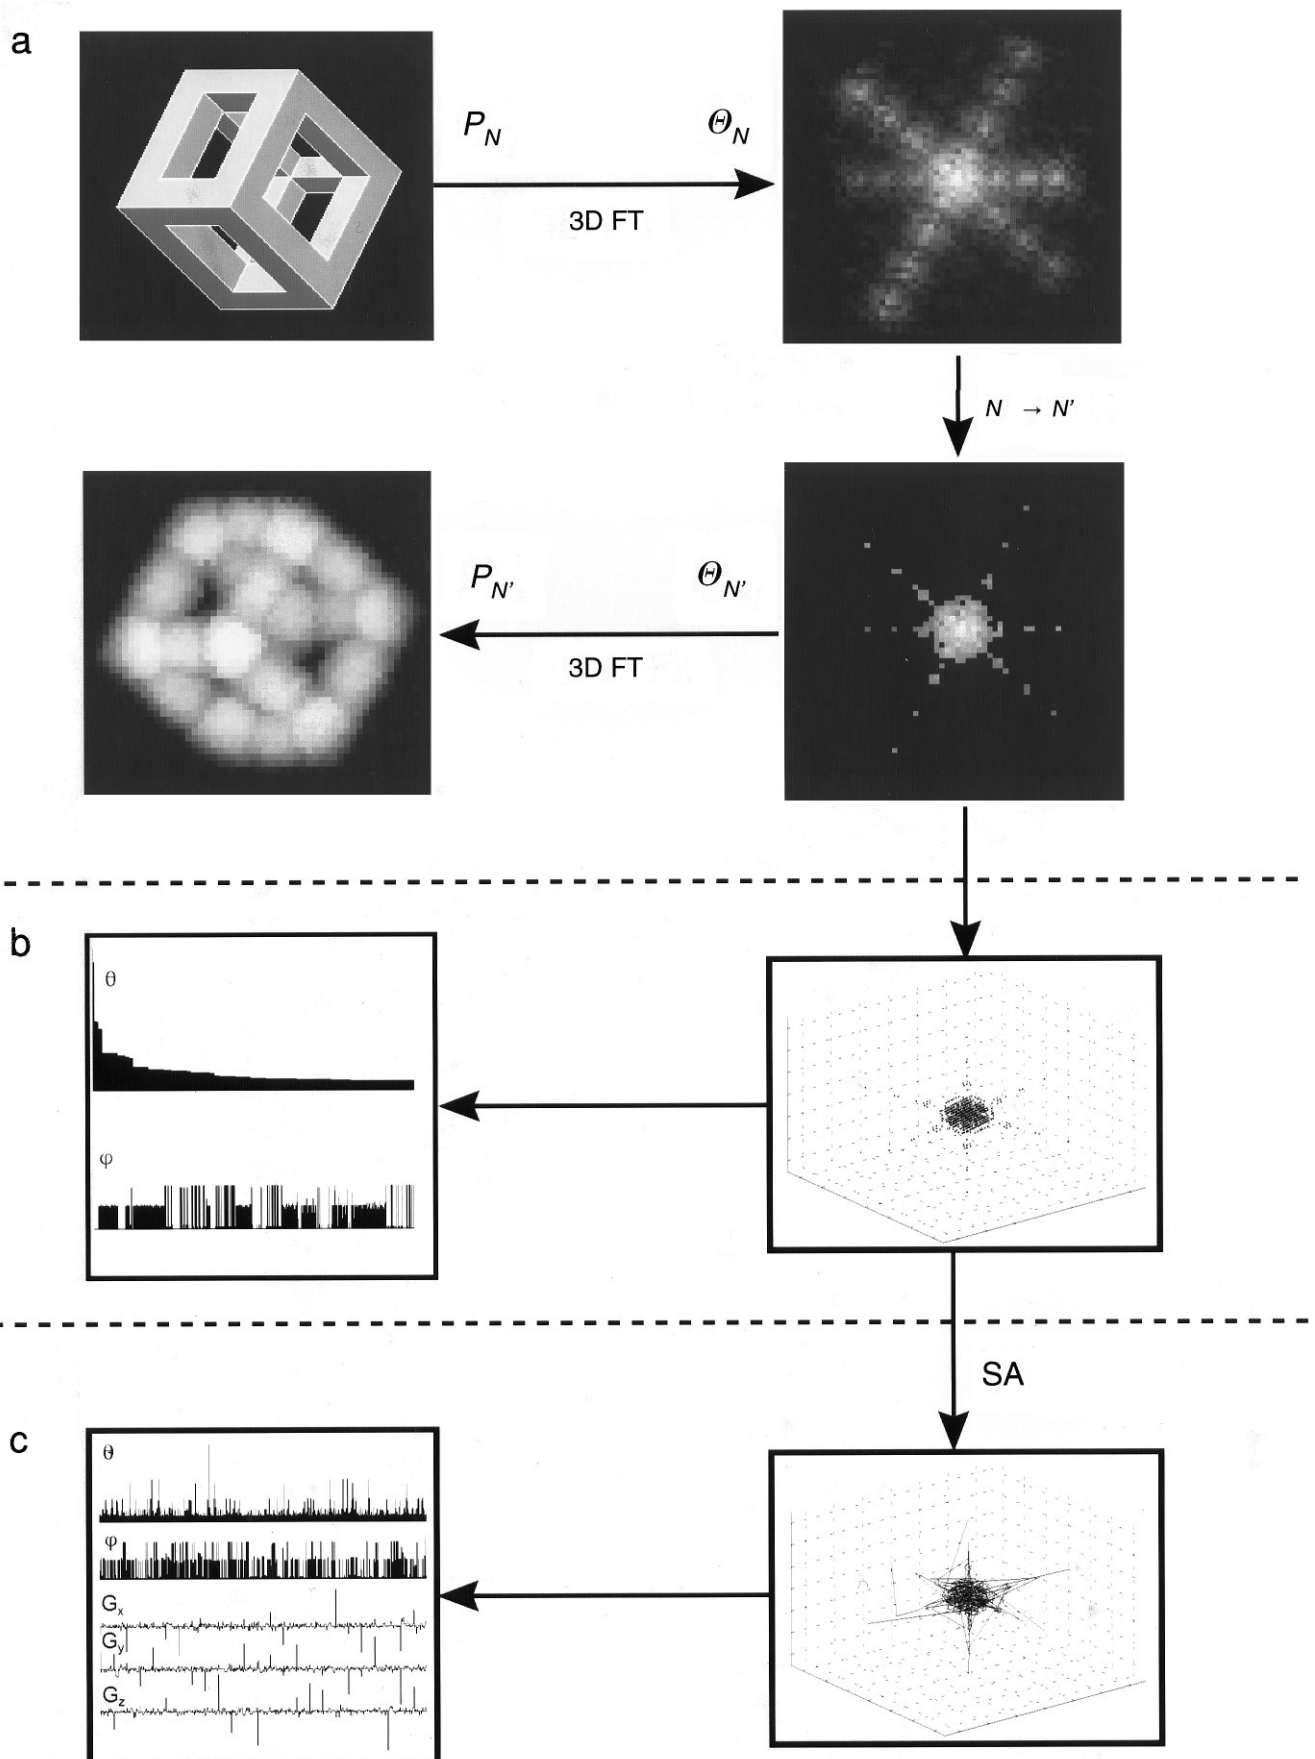 a
P_N
Θ_N
3D FT
N → N'
P_N'
Θ_N'
3D FT
b
θ
φ
SA
c
θ
φ
G_x
G_y
G_z